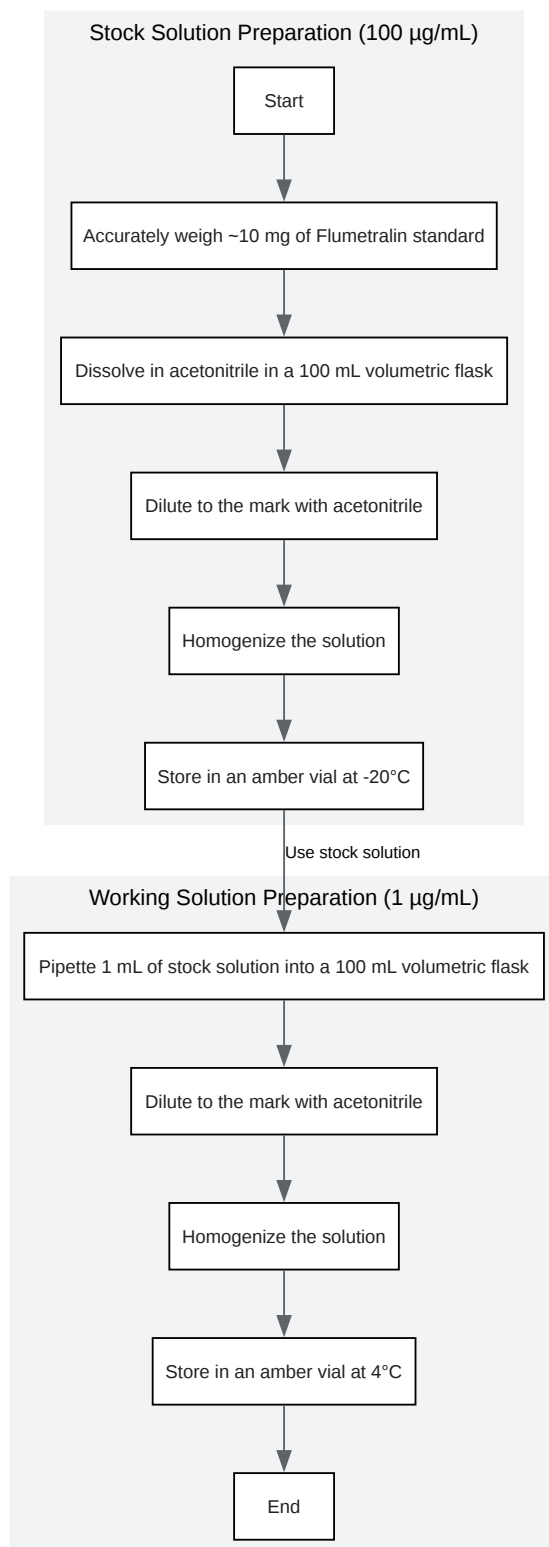 Stock Solution Preparation (100 µg/mL)
Start
Accurately weigh ~10 mg of Flumetralin standard
Dissolve in acetonitrile in a 100 mL volumetric flask
Dilute to the mark with acetonitrile
Homogenize the solution
Store in an amber vial at -20°C
Use stock solution
Working Solution Preparation (1 µg/mL)
Pipette 1 mL of stock solution into a 100 mL volumetric flask
Dilute to the mark with acetonitrile
Homogenize the solution
Store in an amber vial at 4°C
End